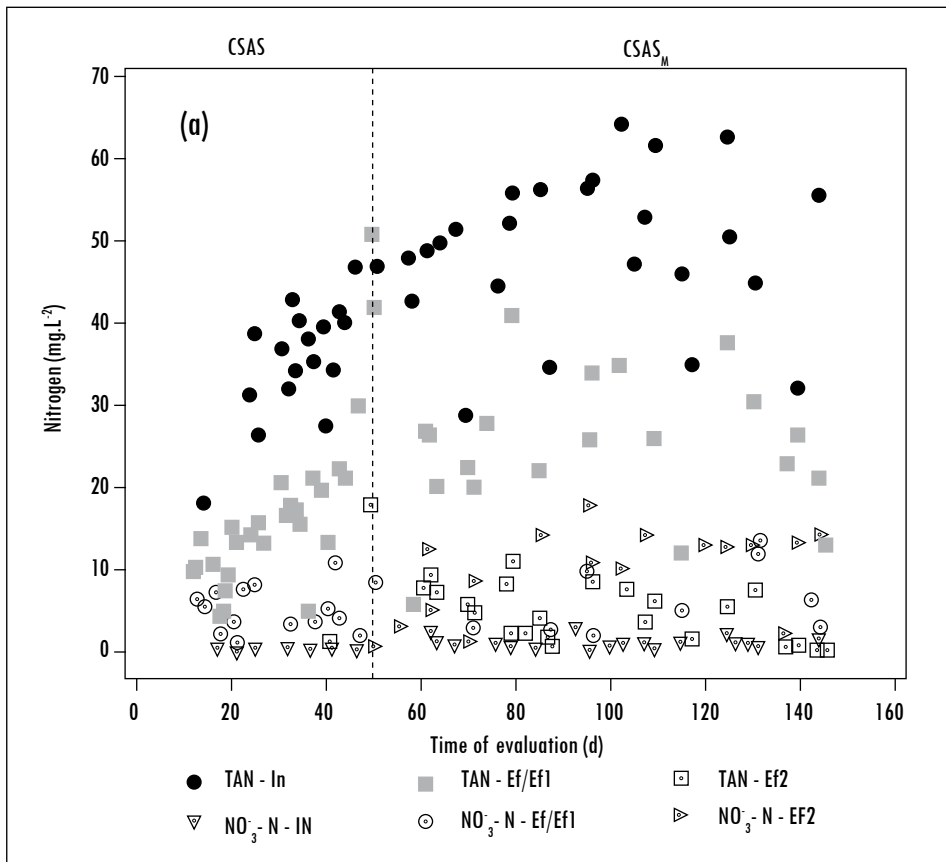 CSAS CSAS_M
(a)
70
60
50
40
30
20
10
0
Nitrogen (mg.L⁻²)
0 20 40 60 80 100 120 140 160
Time of evaluation (d)
TAN - In TAN - Ef/Ef1 TAN - Ef2
NO⁻₃- N - IN NO⁻₃- N - Ef/Ef1 NO⁻₃- N - EF2